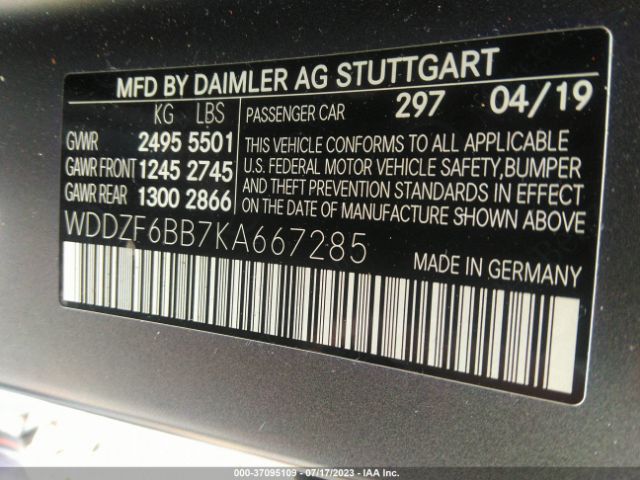 MFD BY DAIMLER AG STUTTGART
KG LBS PASSENGER CAR 297 04/19
GVWR 2495 5501
GAWR FRONT 1245 2745
GAWR REAR 1300 2866
THIS VEHICLE CONFORMS TO ALL APPLICABLE
U.S. FEDERAL MOTOR VEHICLE SAFETY,BUMPER
AND THEFT PREVENTION STANDARDS IN EFFECT
ON THE DATE OF MANUFACTURE SHOWN ABOVE
WDDZF6BB7KA667285
MADE IN GERMANY
000-37095109 - 07/17/2023 - IAAI.com